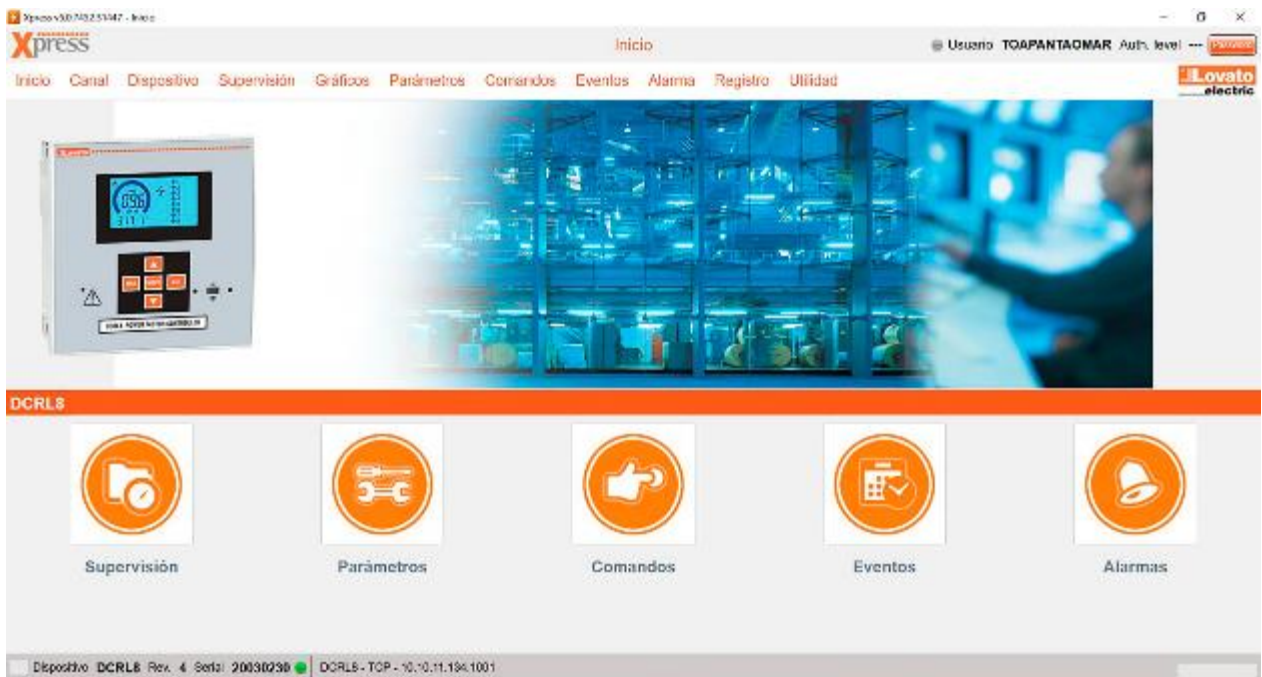 Xpress
Inicio
Usuario TOAPANTAOMAR Auth. level ---
Inicio Canal Dispositivo Supervisión Gráficos Parámetros Comandos Eventos Alarma Registro Utilidad
Lovato
electric
DCRL8
Supervisión Parámetros Comandos Eventos Alarmas
Dispositivo DCRL8 Rev. 4 Serial 20030230 DCRL8 - TCP - 10.10.11.134:1001